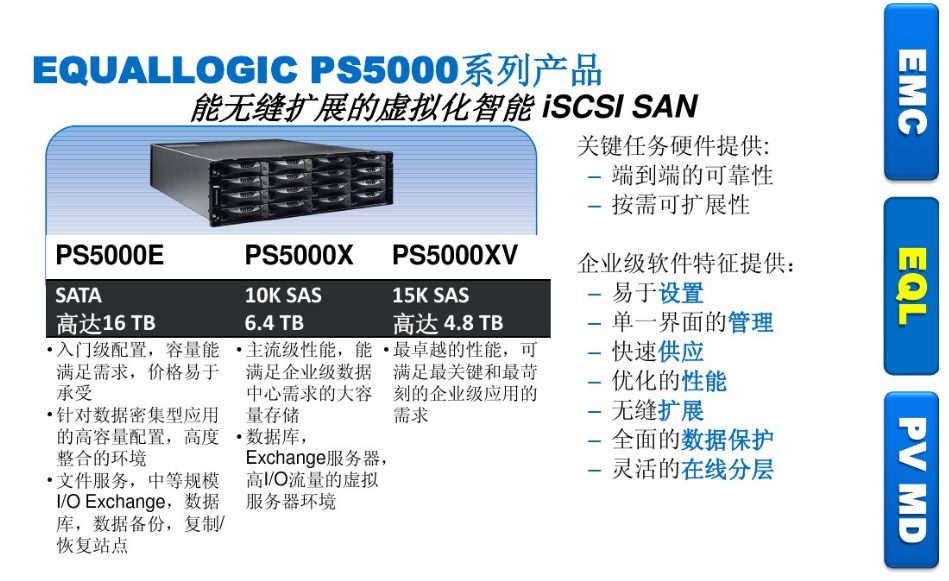 EQUALLOGIC PS5000系列产品
能无缝扩展的虚拟化智能 iSCSI SAN
PS5000E
SATA
高达16 TB
•入门级配置，容量能
满足需求，价格易于
承受
•针对数据密集型应用
的高容量配置，高度
整合的环境
•文件服务，中等规模
I/O Exchange，数据
库，数据备份，复制/
恢复站点
PS5000X
10K SAS
6.4 TB
•主流级性能，能
满足企业级数据
中心需求的大容
量存储
•数据库，
Exchange服务器，
高I/O流量的虚拟
服务器环境
PS5000XV
15K SAS
高达 4.8 TB
•最卓越的性能，可
满足最关键和最苛
刻的企业级应用的
需求
关键任务硬件提供:
– 端到端的可靠性
– 按需可扩展性
企业级软件特征提供：
– 易于设置
– 单一界面的管理
– 快速供应
– 优化的性能
– 无缝扩展
– 全面的数据保护
– 灵活的在线分层
EMC
EQL
PV MD